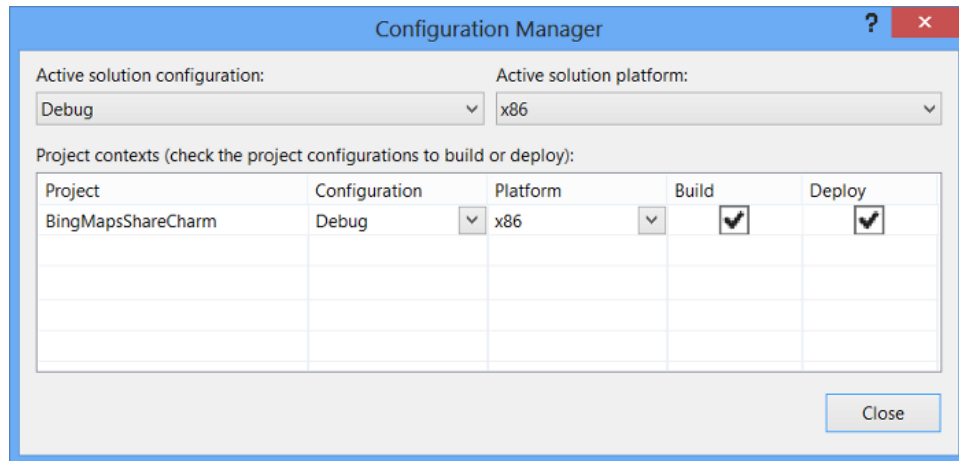 Configuration Manager
?
Active solution configuration: Active solution platform:
Debug x86
Project contexts (check the project configurations to build or deploy):
Project Configuration Platform Build Deploy
BingMapsShareCharm Debug x86
Close